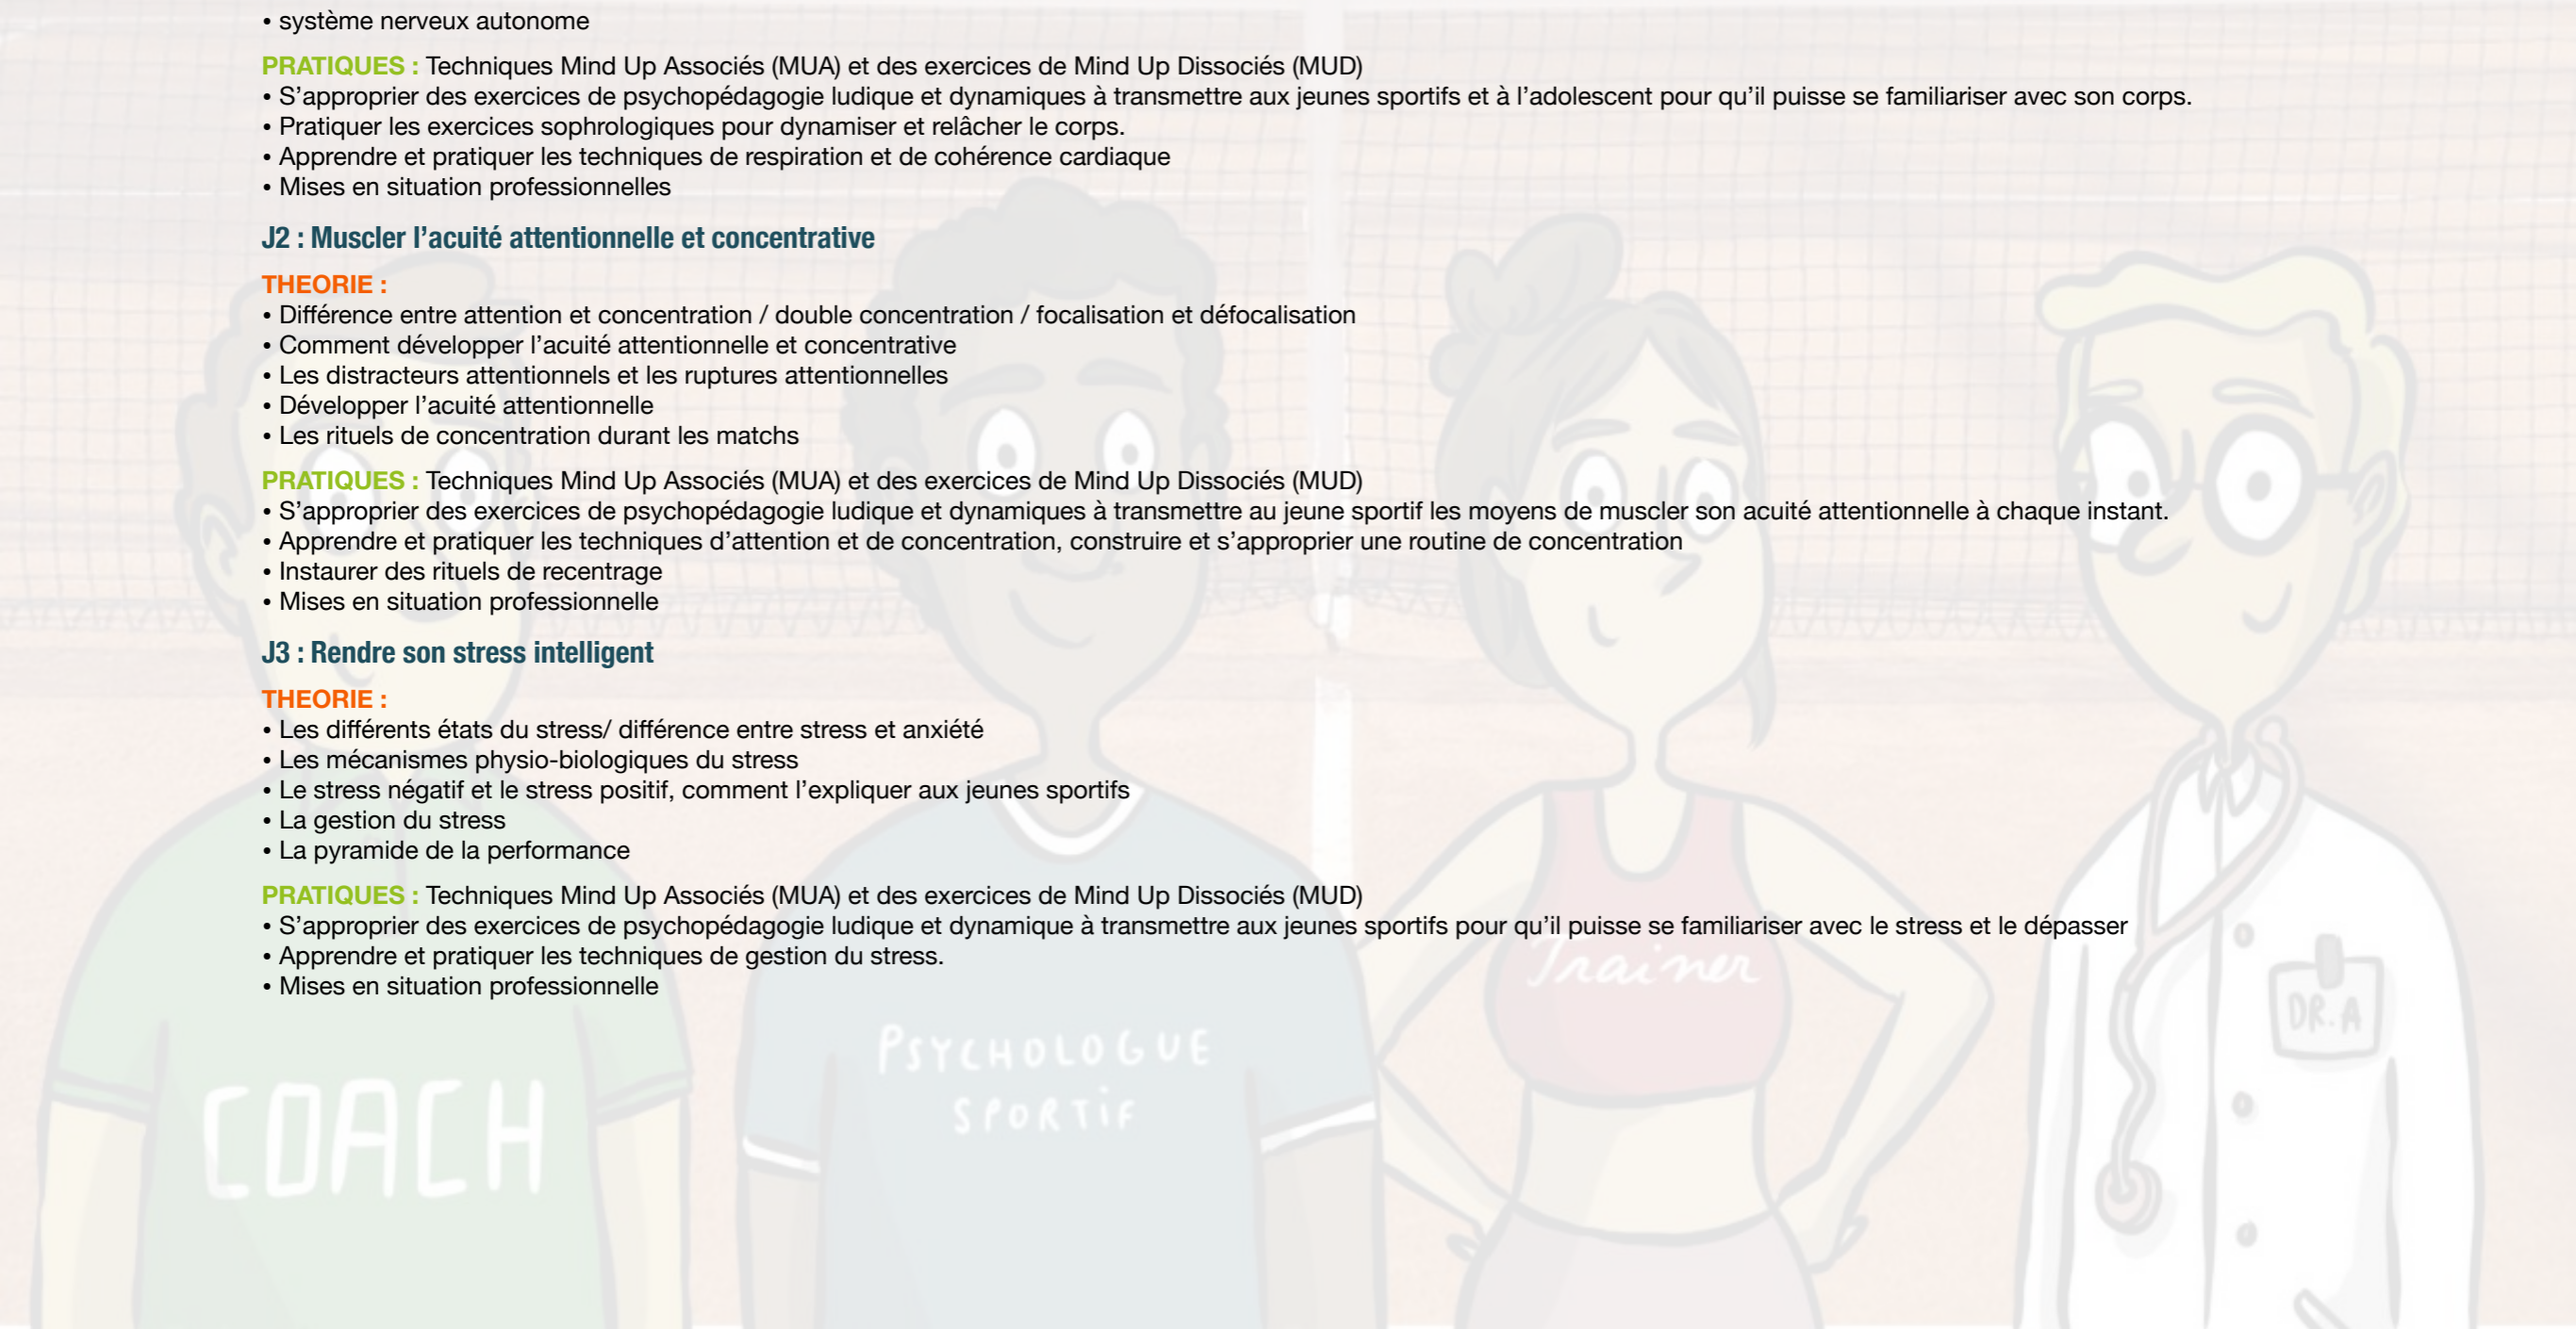 • système nerveux autonome
PRATIQUES : Techniques Mind Up Associés (MUA) et des exercices de Mind Up Dissociés (MUD)
• S’approprier des exercices de psychopédagogie ludique et dynamiques à transmettre aux jeunes sportifs et à l’adolescent pour qu’il puisse se familiariser avec son corps.
• Pratiquer les exercices sophrologiques pour dynamiser et relâcher le corps.
• Apprendre et pratiquer les techniques de respiration et de cohérence cardiaque
• Mises en situation professionnelles
J2 : Muscler l’acuité attentionnelle et concentrative
THEORIE :
• Différence entre attention et concentration / double concentration / focalisation et défocalisation
• Comment développer l’acuité attentionnelle et concentrative
• Les distracteurs attentionnels et les ruptures attentionnelles
• Développer l’acuité attentionnelle
• Les rituels de concentration durant les matchs
PRATIQUES : Techniques Mind Up Associés (MUA) et des exercices de Mind Up Dissociés (MUD)
• S’approprier des exercices de psychopédagogie ludique et dynamiques à transmettre au jeune sportif les moyens de muscler son acuité attentionnelle à chaque instant.
• Apprendre et pratiquer les techniques d’attention et de concentration, construire et s’approprier une routine de concentration
• Instaurer des rituels de recentrage
• Mises en situation professionnelle
J3 : Rendre son stress intelligent
THEORIE :
• Les différents états du stress/ différence entre stress et anxiété
• Les mécanismes physio-biologiques du stress
• Le stress négatif et le stress positif, comment l’expliquer aux jeunes sportifs
• La gestion du stress
• La pyramide de la performance
PRATIQUES : Techniques Mind Up Associés (MUA) et des exercices de Mind Up Dissociés (MUD)
• S’approprier des exercices de psychopédagogie ludique et dynamique à transmettre aux jeunes sportifs pour qu’il puisse se familiariser avec le stress et le dépasser
• Apprendre et pratiquer les techniques de gestion du stress.
• Mises en situation professionnelle
COACH
PSYCHOLOGUE
SPORTiF
Trainer
DR. A